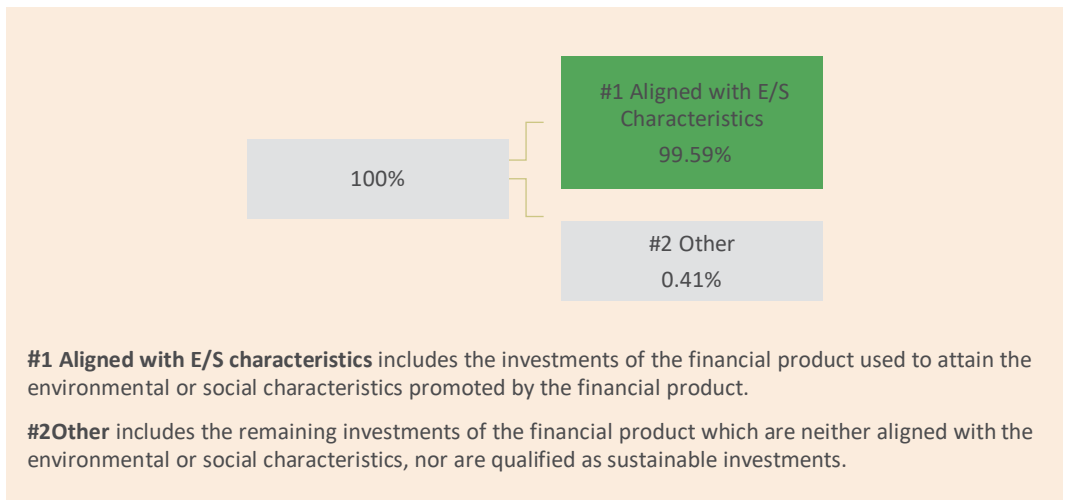 #1 Aligned with E/S
Characteristics
99.59%
100%
#2 Other
0.41%
#1 Aligned with E/S characteristics includes the investments of the financial product used to attain the
environmental or social characteristics promoted by the financial product.
#2Other includes the remaining investments of the financial product which are neither aligned with the
environmental or social characteristics, nor are qualified as sustainable investments.